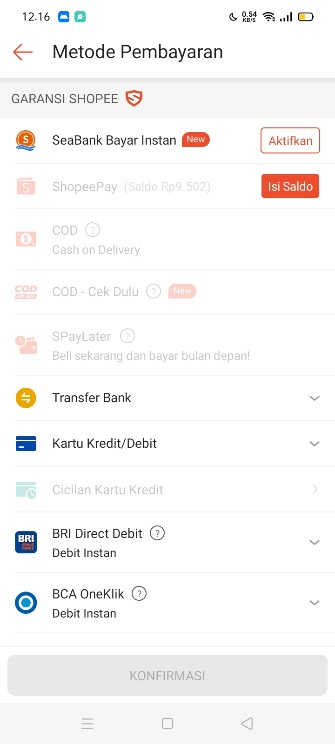 12.16
0.54
KB/S
Metode Pembayaran
GARANSI SHOPEE
SeaBank Bayar Instan New Aktifkan
ShopeePay (Saldo Rp9.502) Isi Saldo
COD ?
Cash on Delivery
COD COD - Cek Dulu ? New
SPayLater ?
Beli sekarang dan bayar bulan depan!
Transfer Bank
Kartu Kredit/Debit
Cicilan Kartu Kredit
BRI BRI Direct Debit ?
Debit Instan
BCA OneKlik ?
Debit Instan
KONFIRMASI